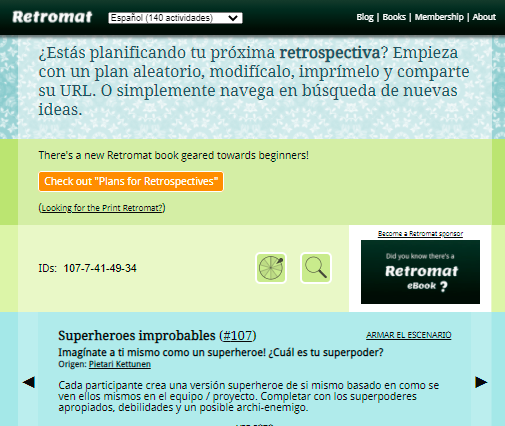 Retromat
Español (140 actividades)
Blog | Books | Membership | About
¿Estás planificando tu próxima retrospectiva? Empieza
con un plan aleatorio, modifícalo, imprímelo y comparte
su URL. O simplemente navega en búsqueda de nuevas
ideas.
There's a new Retromat book geared towards beginners!
Check out "Plans for Retrospectives"
(Looking for the Print Retromat?)
Become a Retromat sponsor
IDs: 107-7-41-49-34
Did you know there's a
Retromat
eBook ?
Superheroes improbables (#107)
ARMAR EL ESCENARIO
Imagínate a ti mismo como un superheroe! ¿Cuál es tu superpoder?
Origen: Pietari Kettunen
Cada participante crea una versión superheroe de si mismo basado en como se
ven ellos mismos en el equipo / proyecto. Completar con los superpoderes
apropiados, debilidades y un posible archi-enemigo.